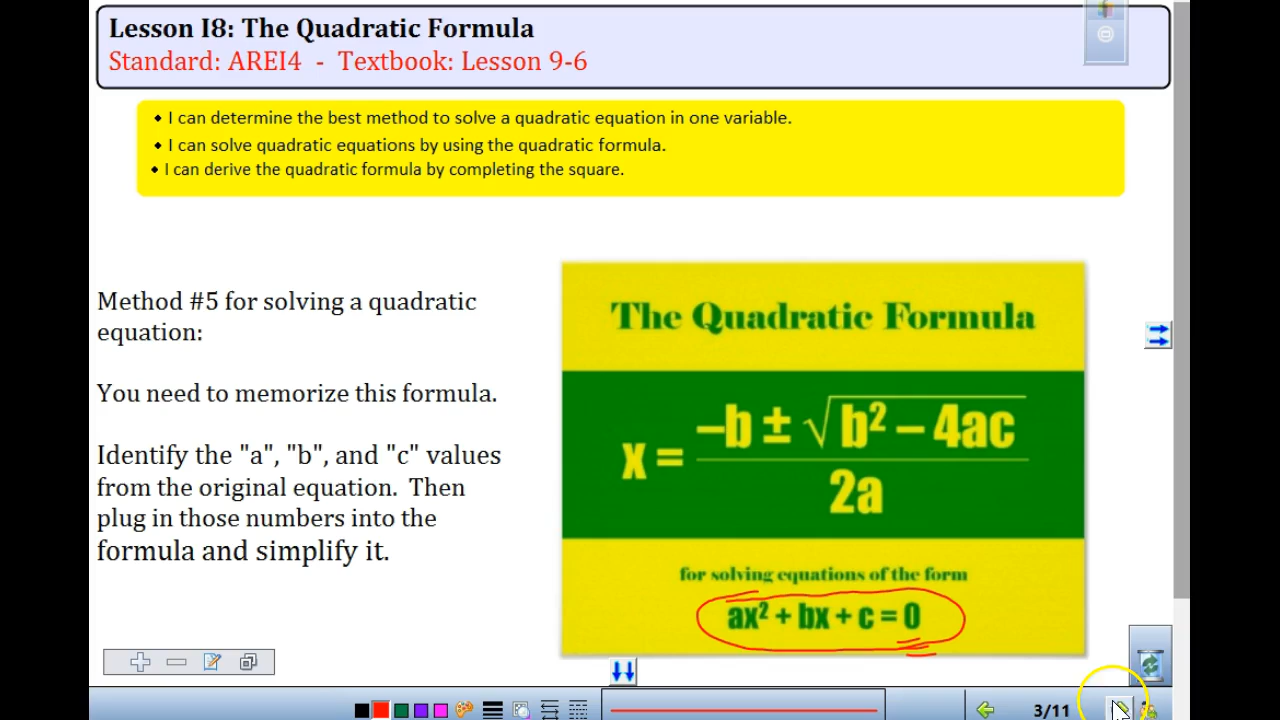 Lesson I8: The Quadratic Formula
Standard: AREI4 - Textbook: Lesson 9-6
◆ I can determine the best method to solve a quadratic equation in one variable.
◆ I can solve quadratic equations by using the quadratic formula.
◆ I can derive the quadratic formula by completing the square.
Method #5 for solving a quadratic
equation:
You need to memorize this formula.
Identify the "a", "b", and "c" values
from the original equation. Then
plug in those numbers into the
formula and simplify it.
The Quadratic Formula
x = (–b ± √(b² – 4ac)) / 2a
for solving equations of the form
ax² + bx + c = 0
3/11